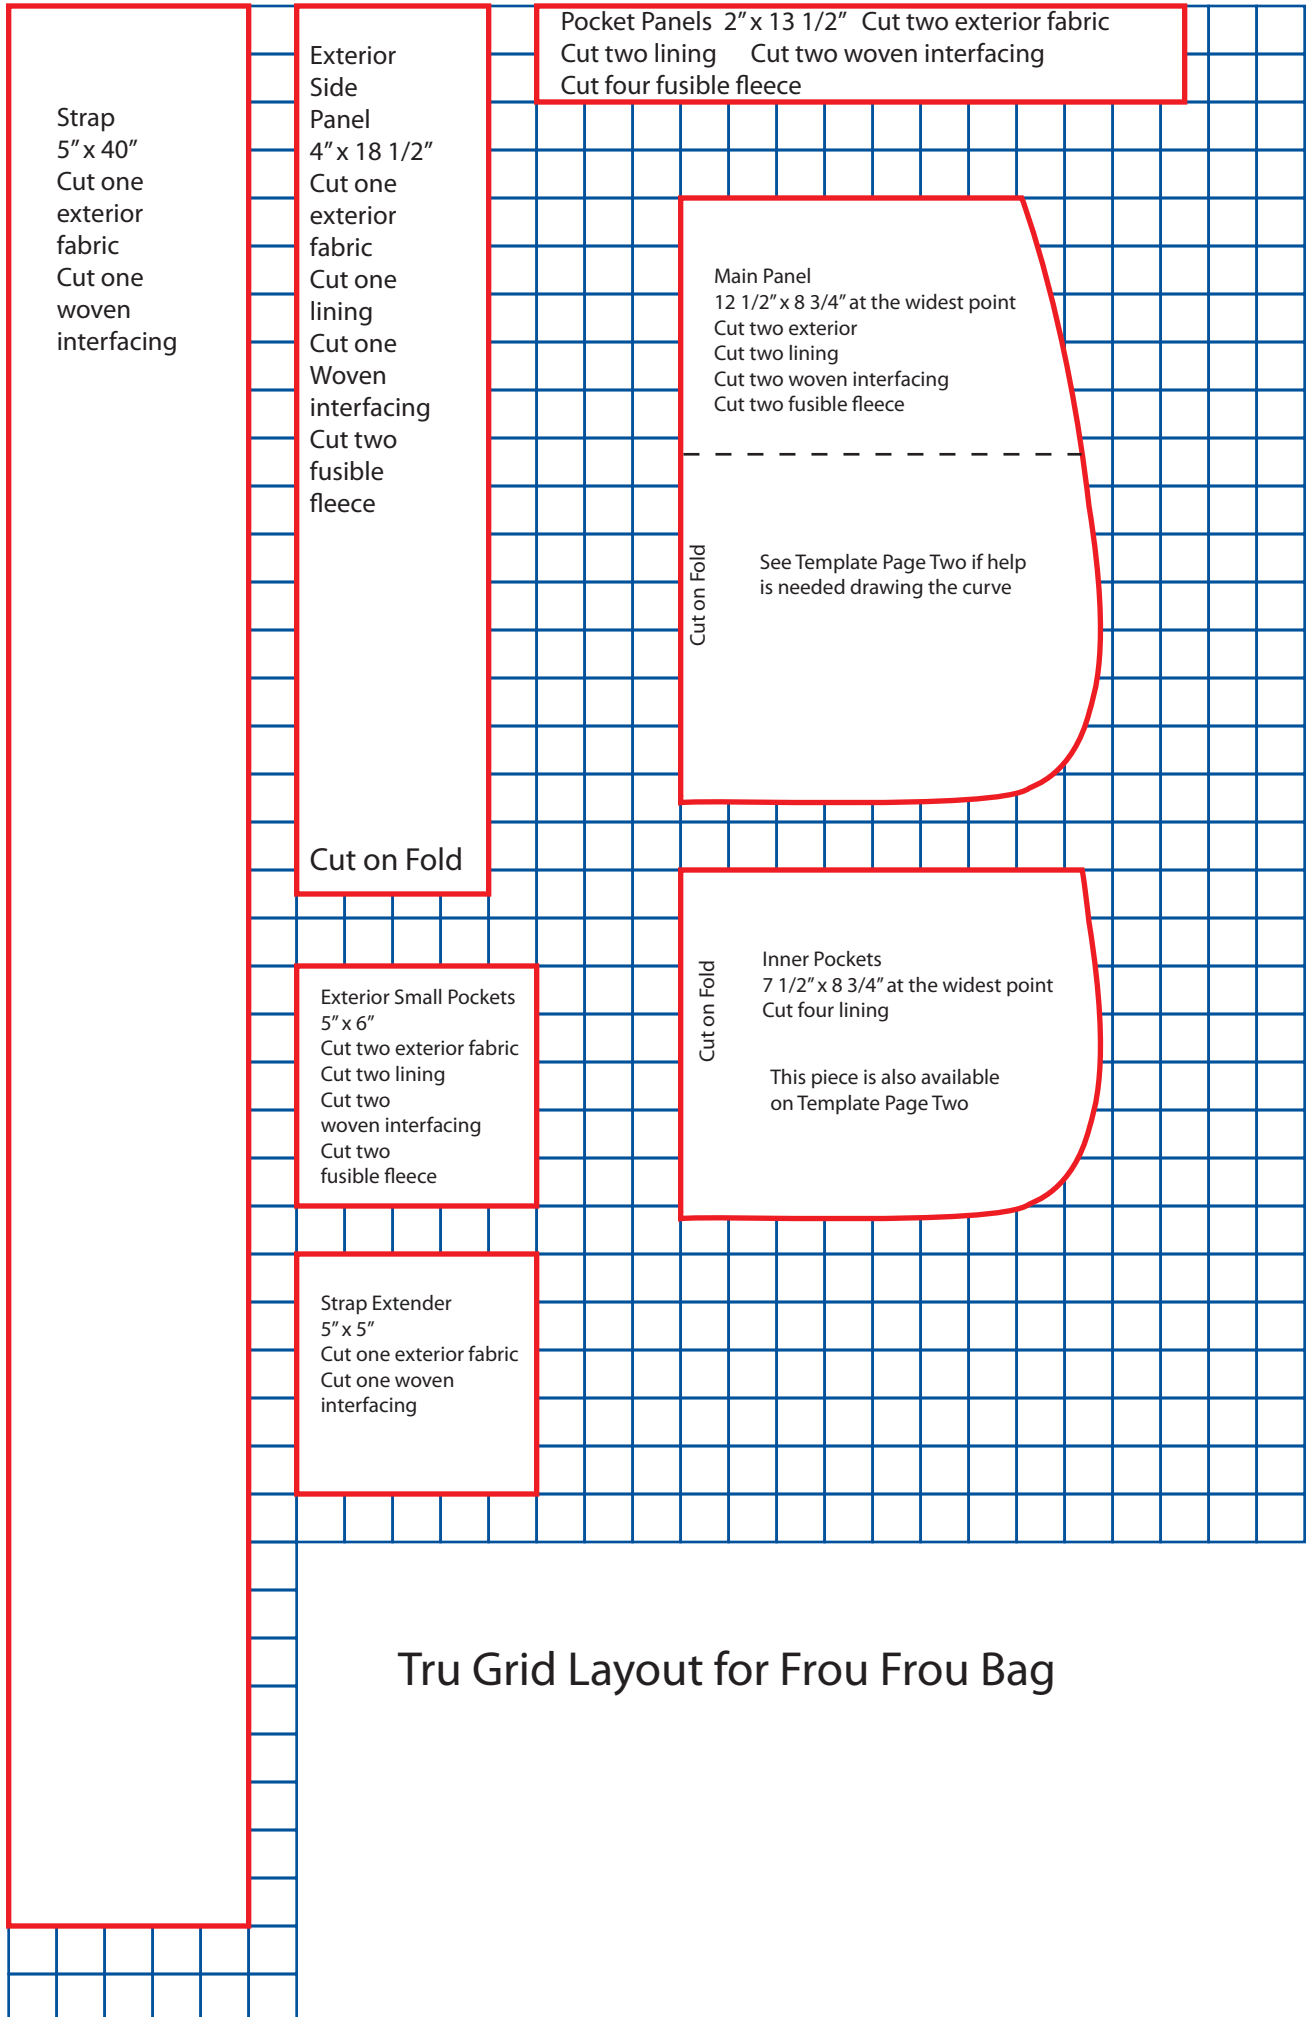 Strap
5” x 40”
Cut one
exterior
fabric
Cut one
woven
interfacing
Exterior
Side
Panel
4” x 18 1/2”
Cut one
exterior
fabric
Cut one
lining
Cut one
Woven
interfacing
Cut two
fusible
fleece
Cut on Fold
Pocket Panels 2” x 13 1/2” Cut two exterior fabric
Cut two lining Cut two woven interfacing
Cut four fusible fleece
Main Panel
12 1/2” x 8 3/4” at the widest point
Cut two exterior
Cut two lining
Cut two woven interfacing
Cut two fusible fleece
Cut on Fold
See Template Page Two if help
is needed drawing the curve
Exterior Small Pockets
5” x 6”
Cut two exterior fabric
Cut two lining
Cut two
woven interfacing
Cut two
fusible fleece
Cut on Fold
Inner Pockets
7 1/2” x 8 3/4” at the widest point
Cut four lining
This piece is also available
on Template Page Two
Strap Extender
5” x 5”
Cut one exterior fabric
Cut one woven
interfacing
Tru Grid Layout for Frou Frou Bag